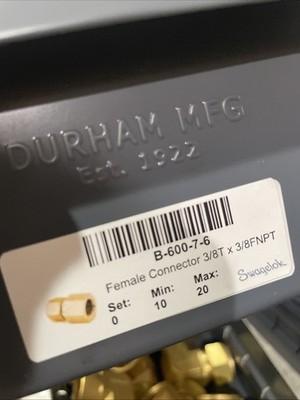 DURHAM MFG
Est. 1922
B-600-7-6
Female Connector 3/8T x 3/8FNPT
Set: Min: Max:
0 10 20
Swagelok